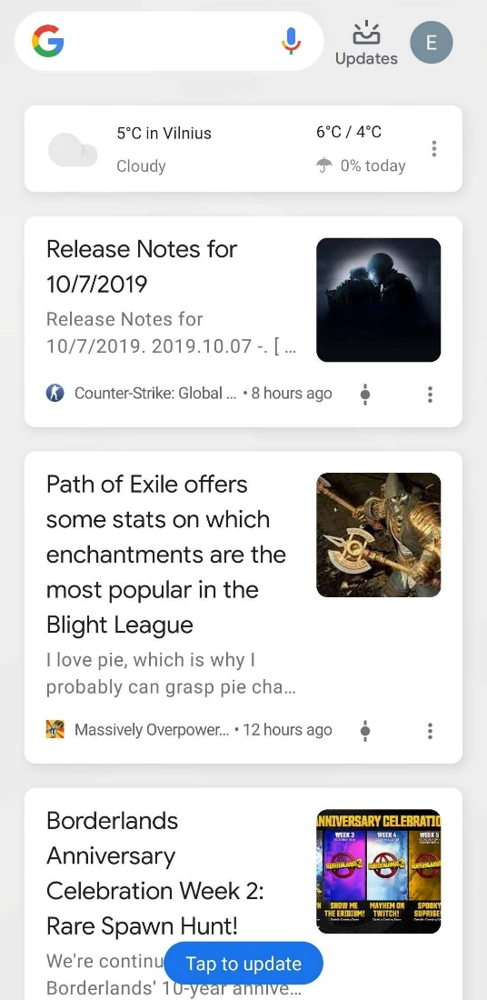 Updates
E
5°C in Vilnius
6°C / 4°C
Cloudy
0% today
Release Notes for
10/7/2019
Release Notes for
10/7/2019. 2019.10.07 -. [ ...
Counter-Strike: Global ... • 8 hours ago
Path of Exile offers
some stats on which
enchantments are the
most popular in the
Blight League
I love pie, which is why I
probably can grasp pie cha...
Massively Overpower... • 12 hours ago
Borderlands
Anniversary
Celebration Week 2:
Rare Spawn Hunt!
NNIVERSARY CELEBRATIO
WEEK 3
WEEK 4
WEEK 5
SHOW ME
THE ERIDIUM!
MAYHEM ON
TWITCH!
SPOOKY
SUPRISE
We're continu
Tap to update
Borderlands' 10-year annive...